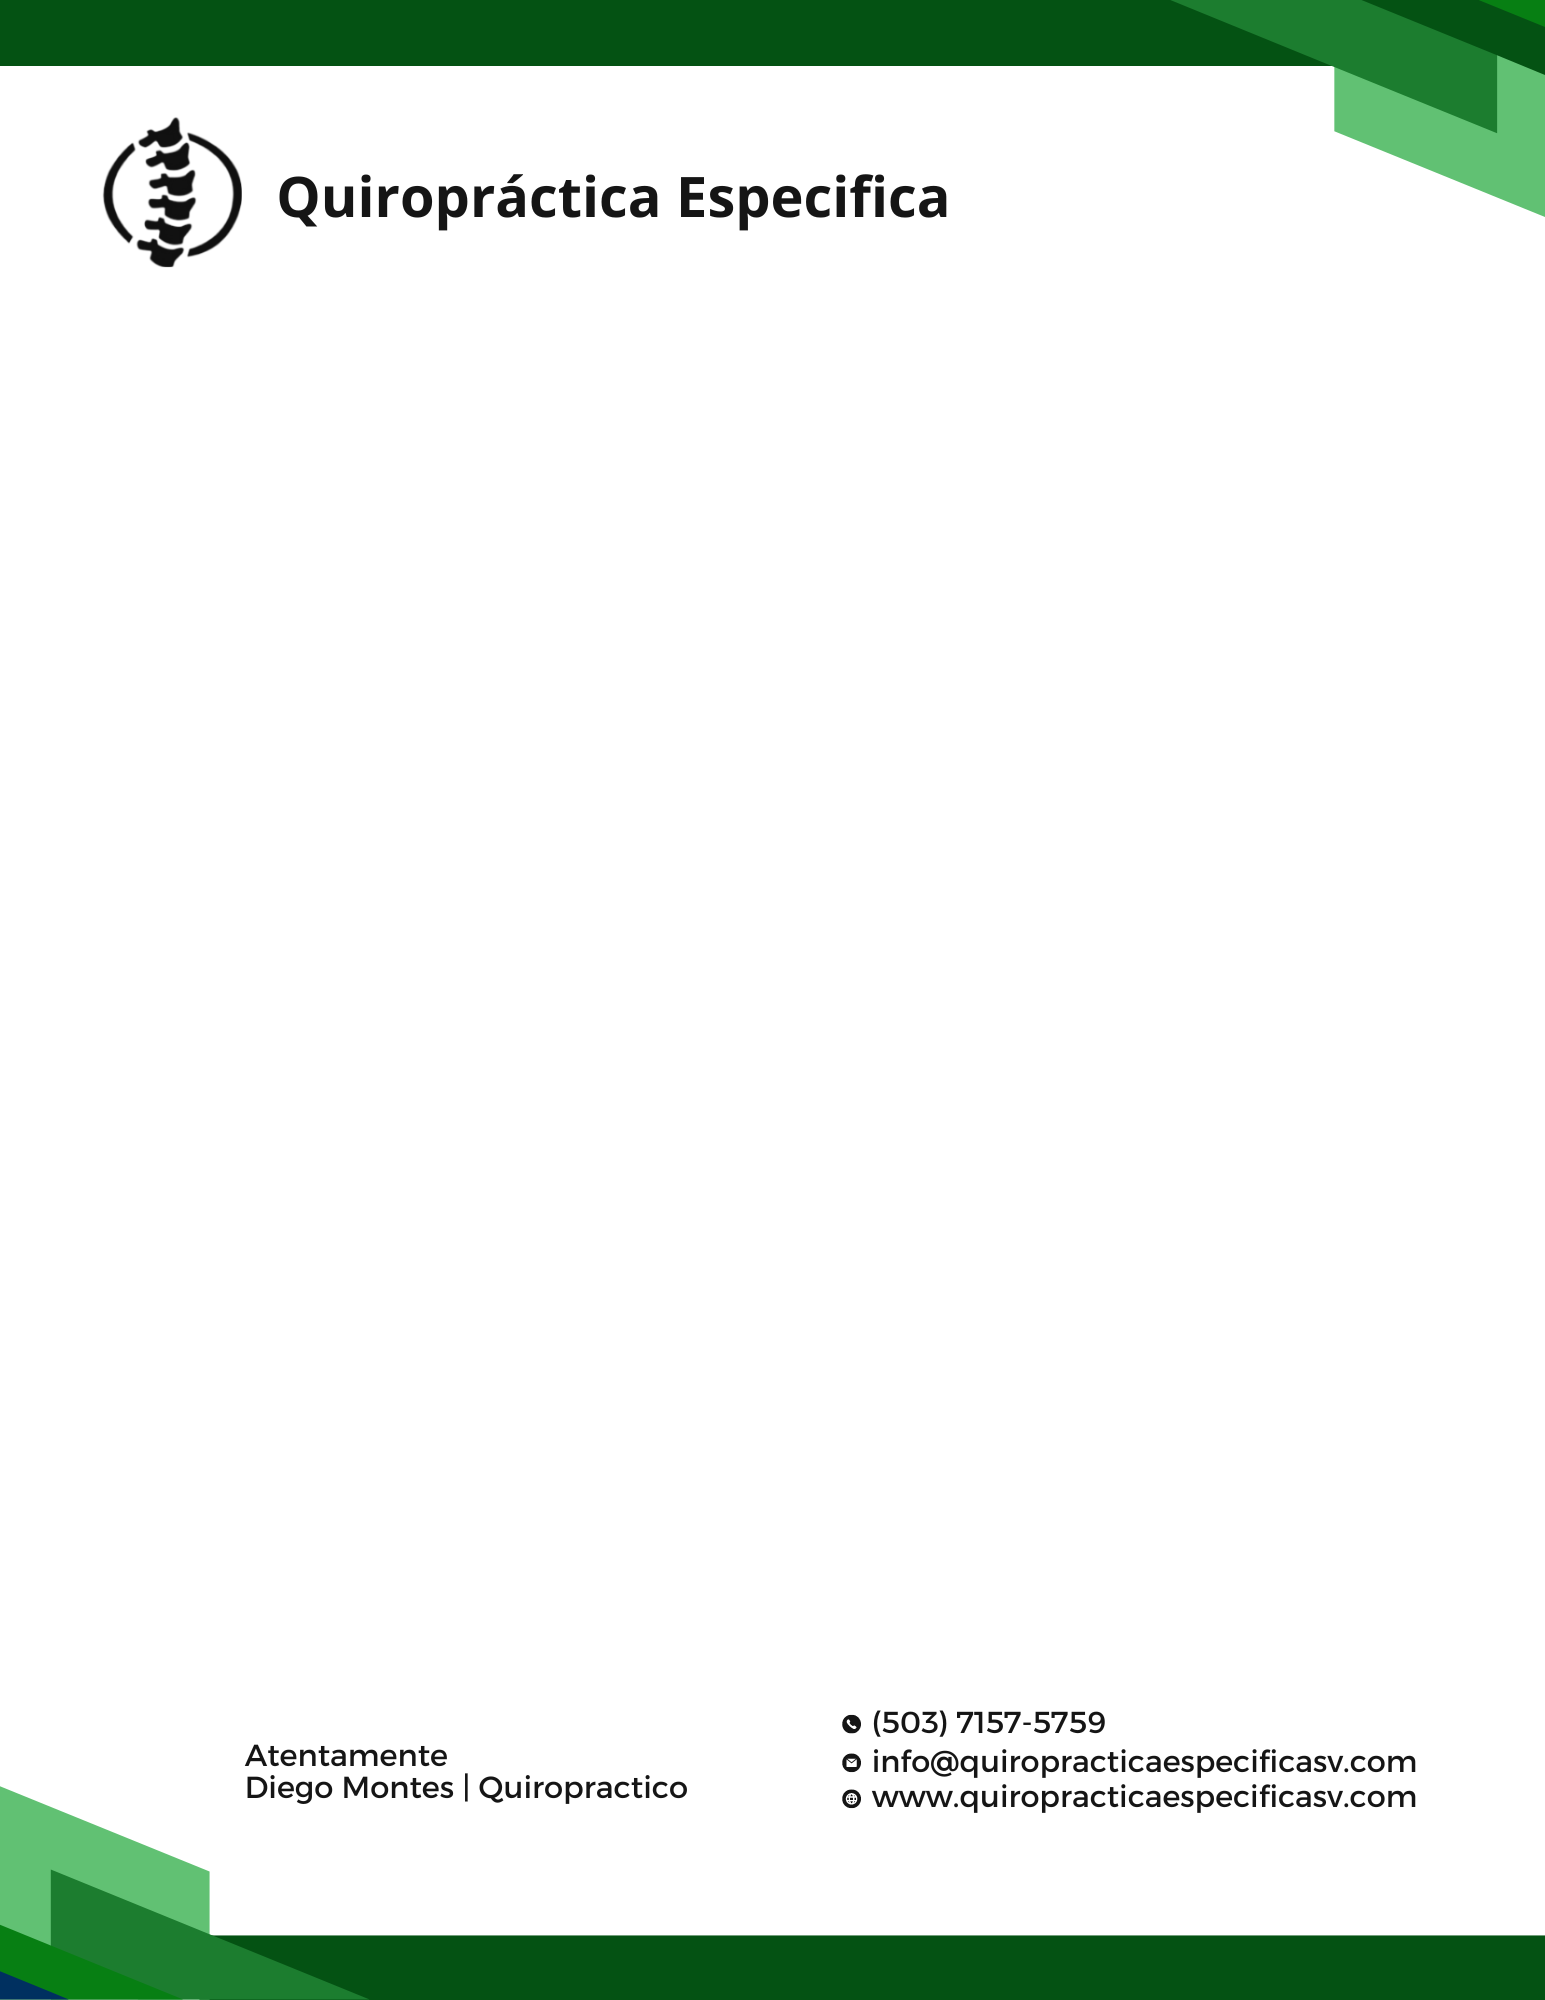 Quiropráctica Especifica
Atentamente
Diego Montes | Quiropractico
(503) 7157-5759
info@quiropracticaespecificasv.com
www.quiropracticaespecificasv.com